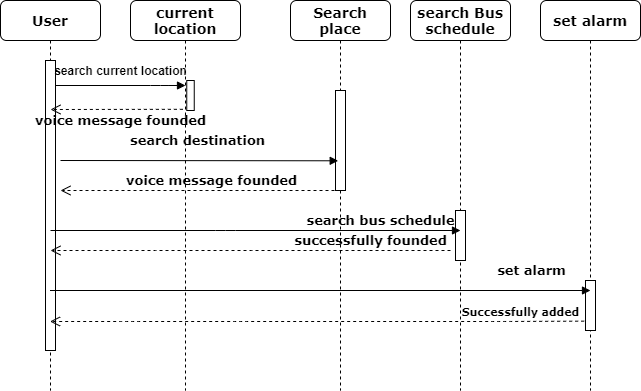 User
current
location
Search
place
search Bus
schedule
set alarm
search current location
voice message founded
search destination
voice message founded
search bus schedule
successfully founded
set alarm
Successfully added